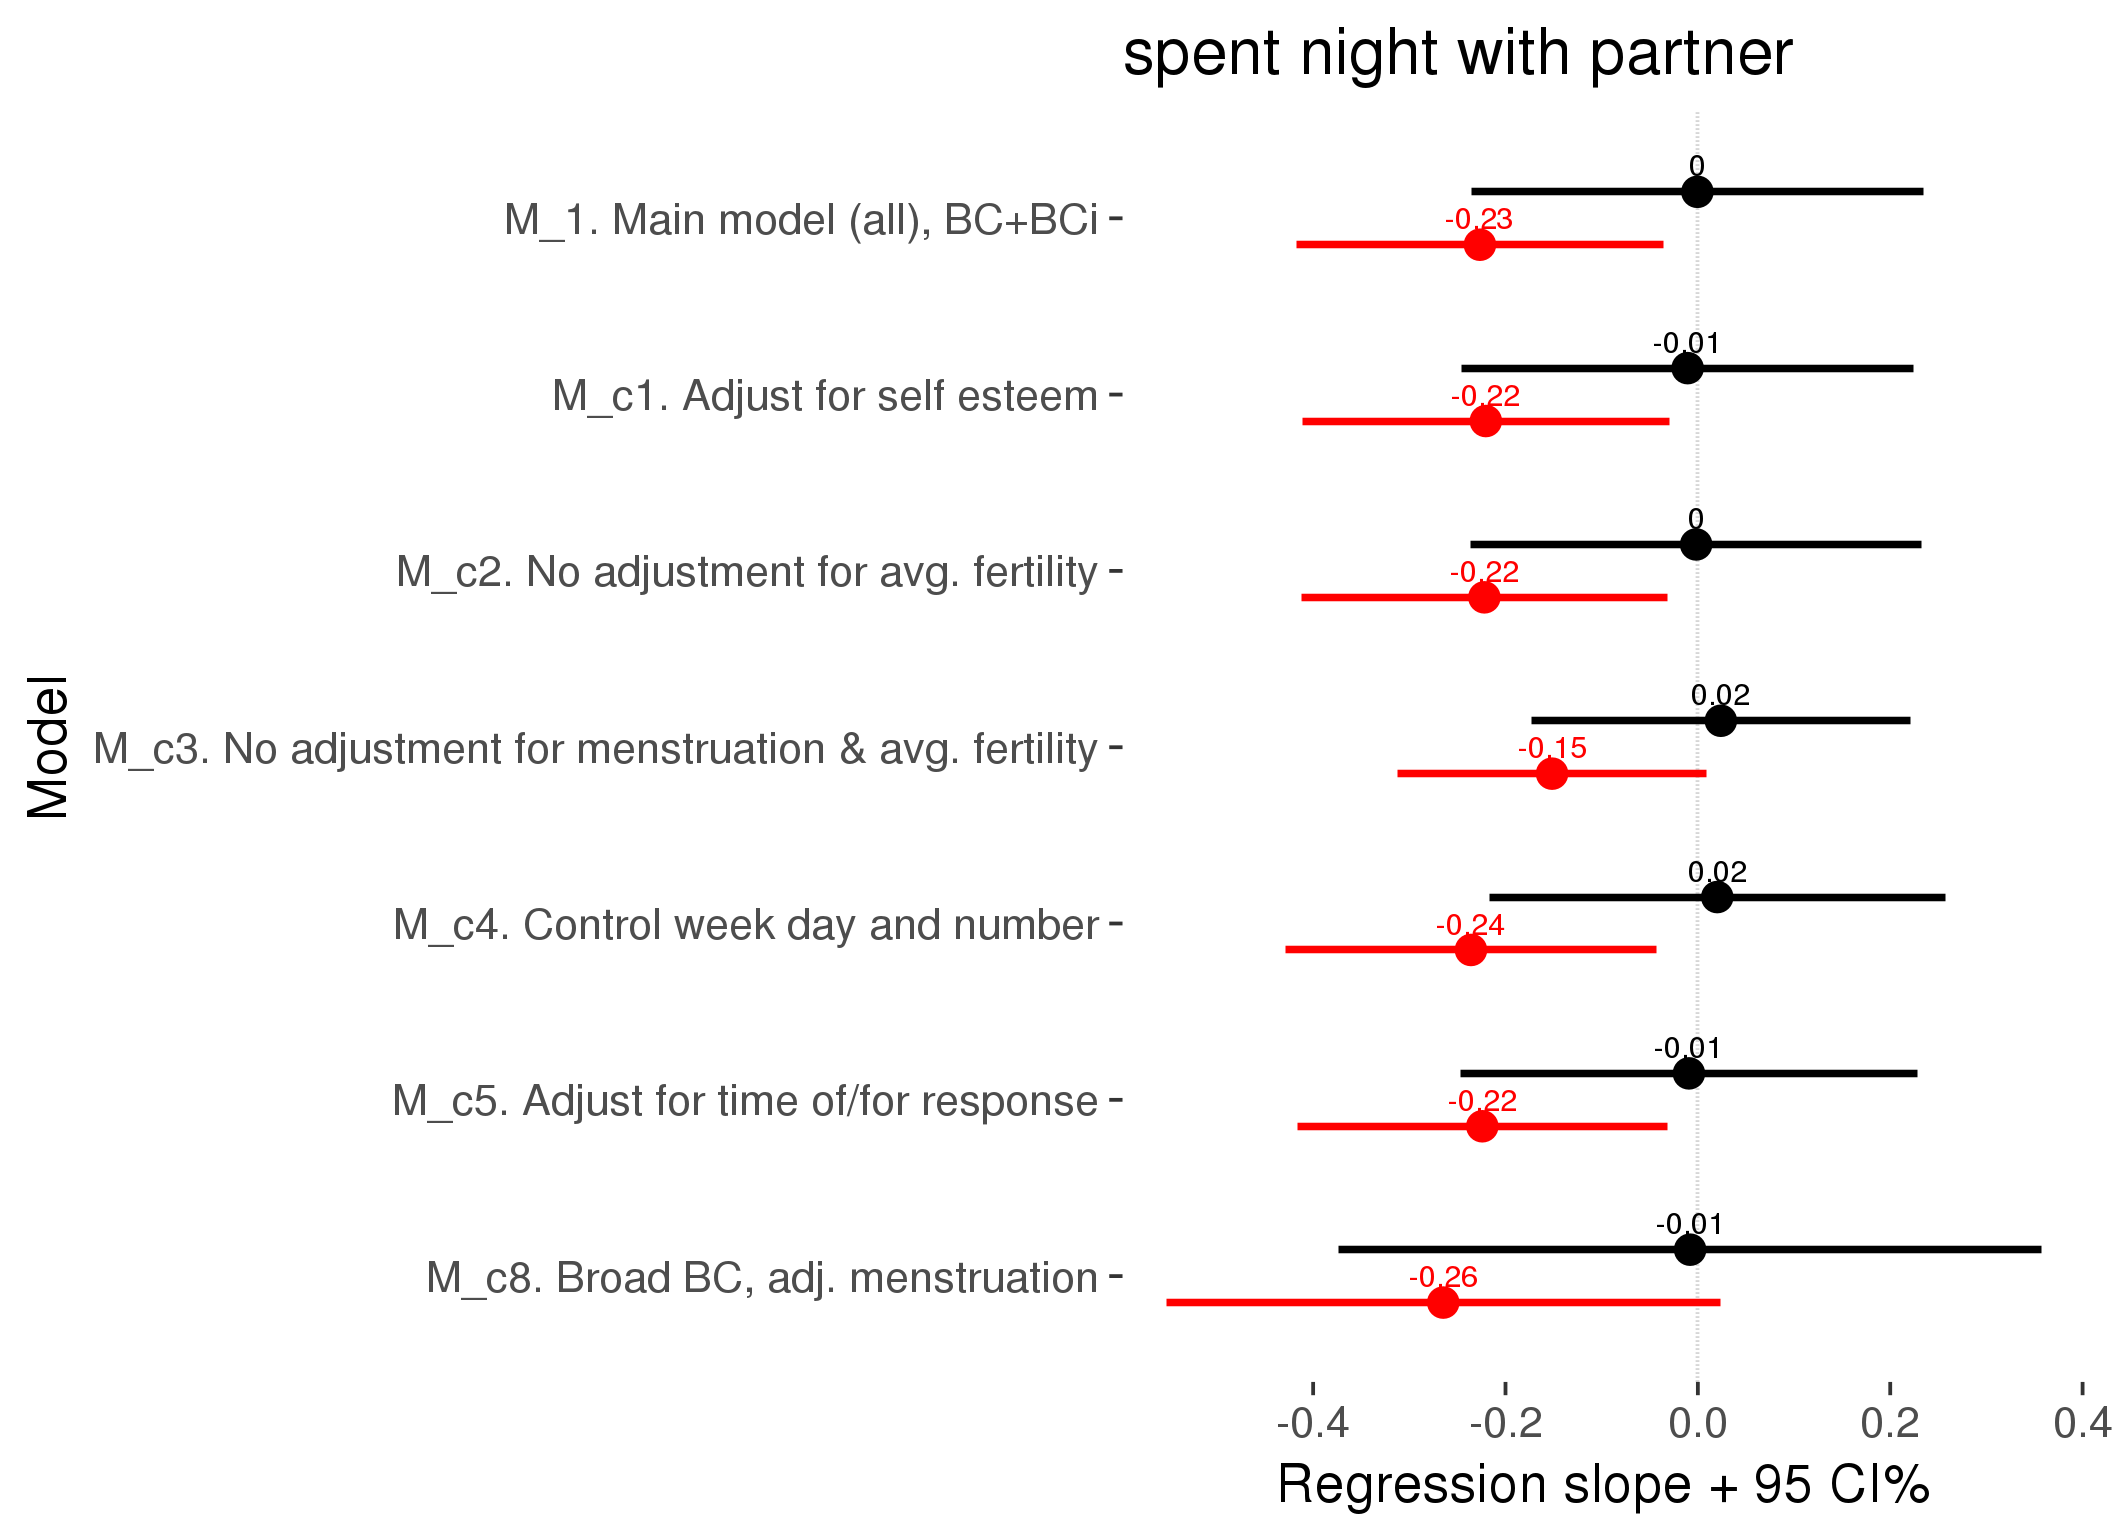 spent night with partner
0
M_1. Main model (all), BC+BCi
-0.23
-0.01
M_c1. Adjust for self esteem
-0.22
0
M_c2. No adjustment for avg. fertility
-0.22
0.02
M_c3. No adjustment for menstruation & avg. fertility
-0.15
0.02
M_c4. Control week day and number
-0.24
-0.01
M_c5. Adjust for time of/for response
-0.22
-0.01
M_c8. Broad BC, adj. menstruation
-0.26
Model
-0.4 -0.2 0.0 0.2 0.4
Regression slope + 95 CI%